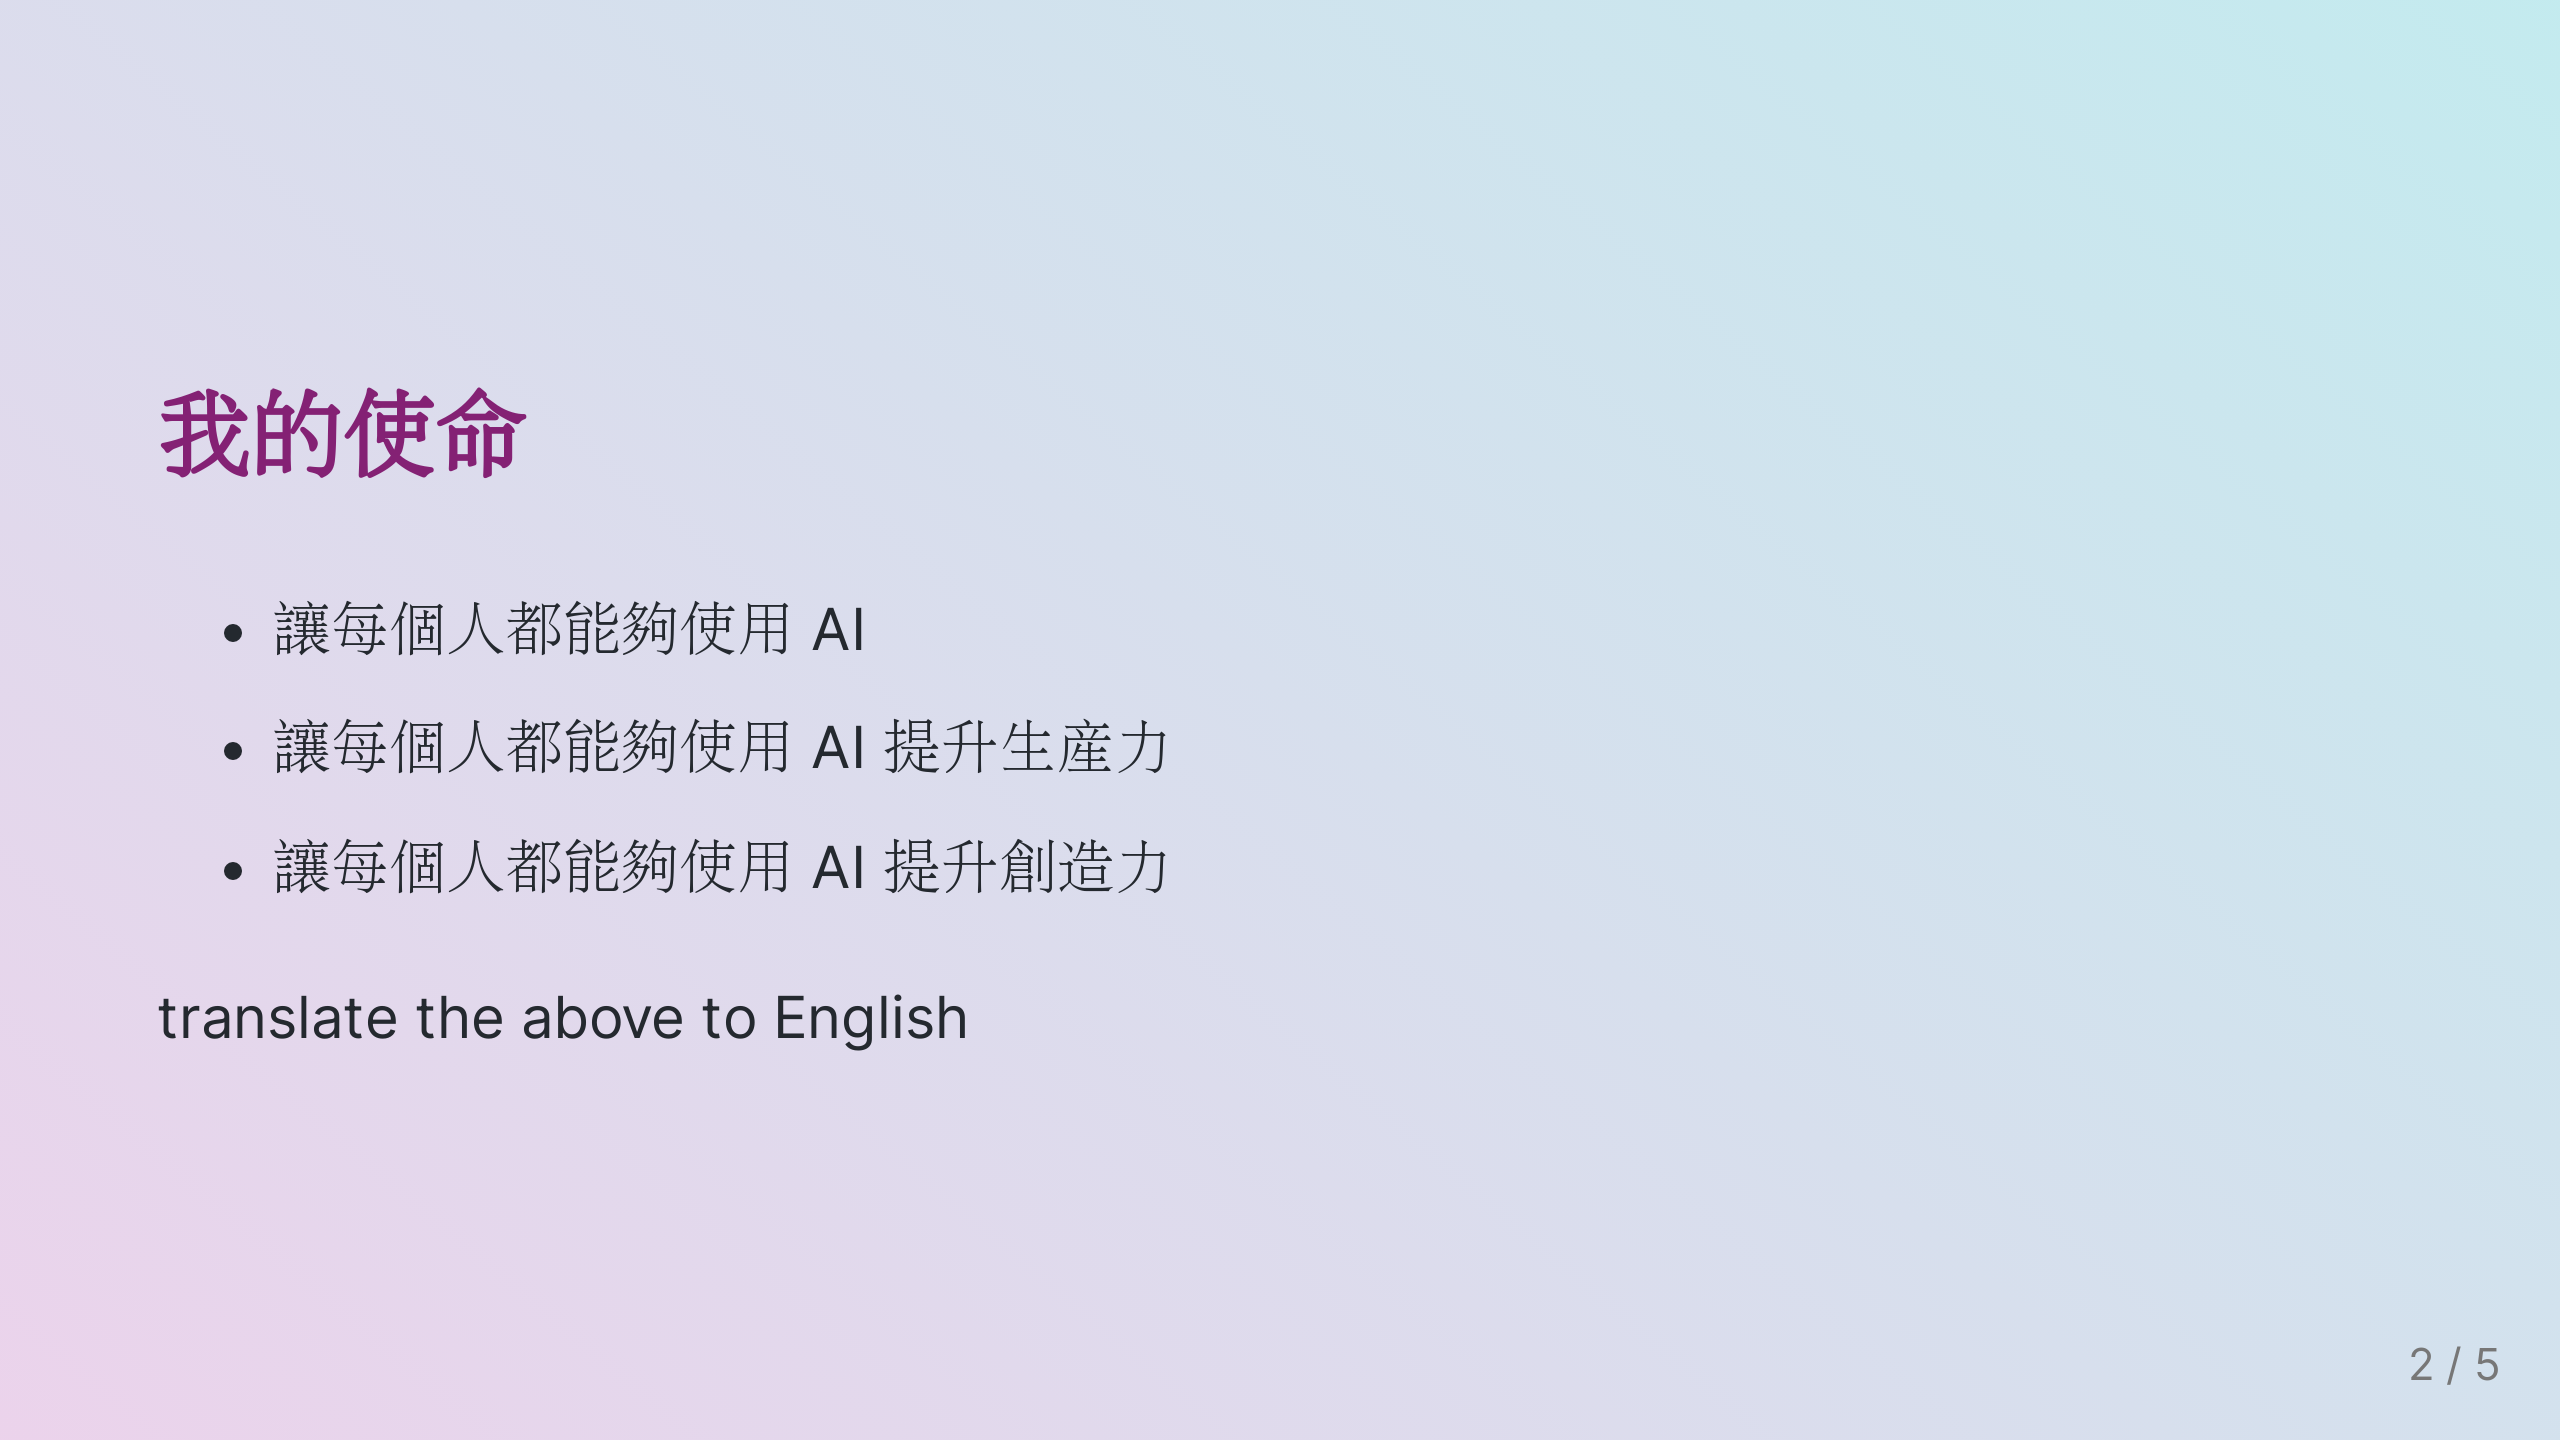 我的使命
• 讓每個人都能夠使用 AI
• 讓每個人都能夠使用 AI 提升生産力
• 讓每個人都能夠使用 AI 提升創造力
translate the above to English
2 / 5